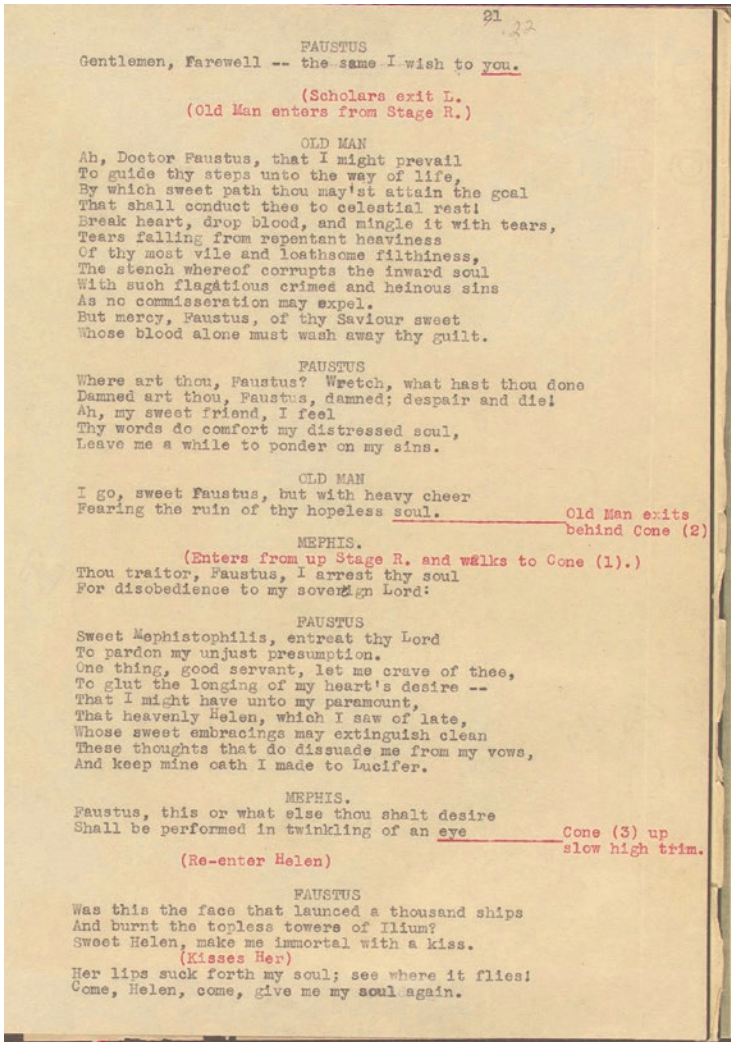 21
22
FAUSTUS
Gentlemen, Farewell -- the same I wish to you.
(Scholars exit L.
(Old Man enters from Stage R.)
OLD MAN
Ah, Doctor Faustus, that I might prevail
To guide thy steps unto the way of life,
By which sweet path thou may'st attain the goal
That shall conduct thee to celestial rest!
Break heart, drop blood, and mingle it with tears,
Tears falling from repentant heaviness
Of thy most vile and loathsome filthiness,
The stench whereof corrupts the inward soul
With such flagatious crimes and heinous sins
As no commisseration may expel.
But mercy, Faustus, of thy Saviour sweet
Whose blood alone must wash away thy guilt.
FAUSTUS
Where art thou, Faustus? Wretch, what hast thou done
Damned art thou, Faustus, damned; despair and die!
Ah, my sweet friend, I feel
Thy words do comfort my distressed soul,
Leave me a while to ponder on my sins.
OLD MAN
I go, sweet Faustus, but with heavy cheer
Fearing the ruin of thy hopeless soul. Old Man exits
behind Cone (2)
MEPHIS.
(Enters from up Stage R. and walks to Cone (1).)
Thou traitor, Faustus, I arrest thy soul
For disobedience to my sovereign Lord:
FAUSTUS
Sweet Mephistophilis, entreat thy Lord
To pardon my unjust presumption.
One thing, good servant, let me crave of thee,
To glut the longing of my heart's desire --
That I might have unto my paramount,
That heavenly Helen, which I saw of late,
Whose sweet embracings may extinguish clean
These thoughts that do dissuade me from my vows,
And keep mine oath I made to Lucifer.
MEPHIS.
Faustus, this or what else thou shalt desire
Shall be performed in twinkling of an eye Cone (3) up
slow high trim.
(Re-enter Helen)
FAUSTUS
Was this the face that launced a thousand ships
And burnt the topless towers of Ilium?
Sweet Helen, make me immortal with a kiss.
(Kisses Her)
Her lips suck forth my soul; see where it flies!
Come, Helen, come, give me my soul again.